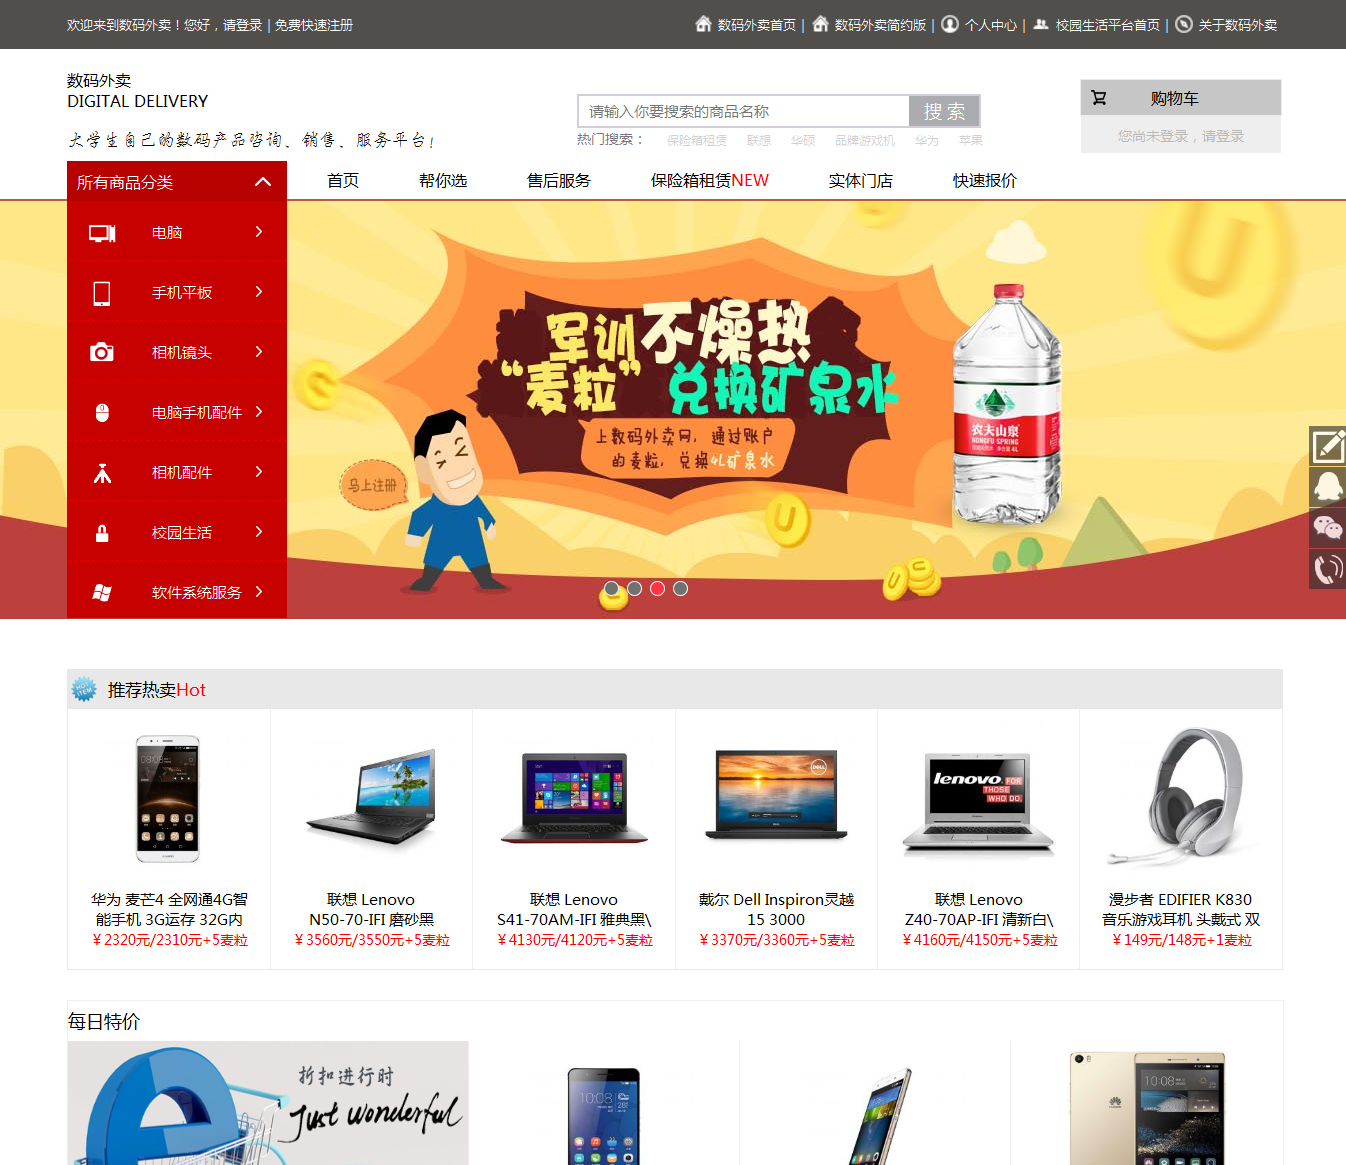 欢迎来到数码外卖！您好，请登录 | 免费快速注册
数码外卖首页 | 数码外卖简约版 | 个人中心 | 校园生活平台首页 | 关于数码外卖
数码外卖
DIGITAL DELIVERY
大学生自己的数码产品咨询、销售、服务平台!
请输入你要搜索的商品名称 搜 索
热门搜索： 保险箱租赁 联想 华硕 品牌游戏机 华为 苹果
购物车
您尚未登录，请登录
所有商品分类
首页 帮你选 售后服务 保险箱租赁NEW 实体门店 快速报价
电脑
手机平板
相机镜头
电脑手机配件
相机配件
校园生活
软件系统服务
军训不燥热
“麦粒”兑换矿泉水
上数码外卖网，通过账户
的麦粒，兑换4L矿泉水
马上注册
农夫山泉
NONGFU SPRING
推荐热卖Hot
华为 麦芒4 全网通4G智
能手机 3G运存 32G内
￥2320元/2310元+5麦粒
联想 Lenovo
N50-70-IFI 磨砂黑
￥3560元/3550元+5麦粒
联想 Lenovo
S41-70AM-IFI 雅典黑\
￥4130元/4120元+5麦粒
戴尔 Dell Inspiron灵越
15 3000
￥3370元/3360元+5麦粒
lenovo FOR
THOSE
WHO DO.
联想 Lenovo
Z40-70AP-IFI 清新白\
￥4160元/4150元+5麦粒
漫步者 EDIFIER K830
音乐游戏耳机 头戴式 双
￥149元/148元+1麦粒
每日特价
折扣进行时
Just wonderful
10:08
10:08